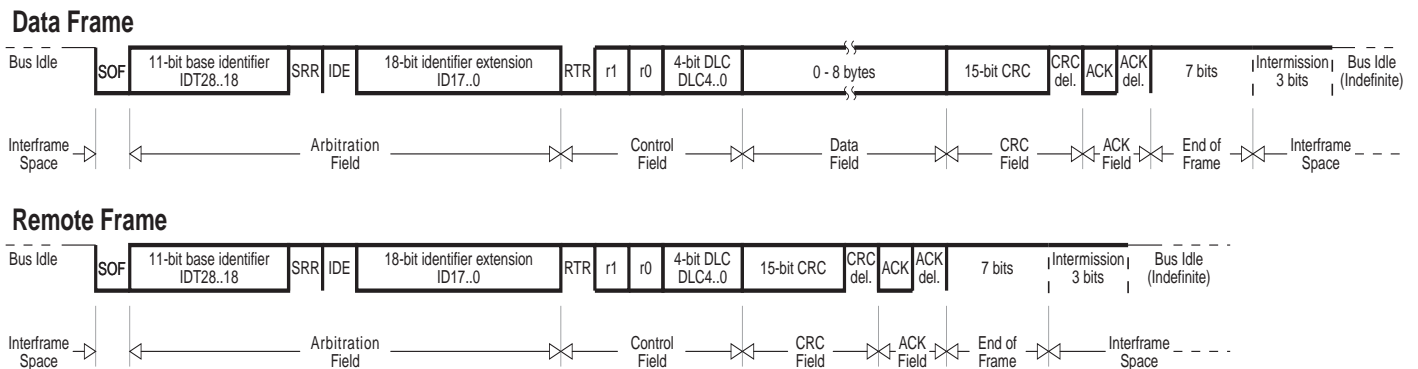 Data Frame
Bus Idle
SOF
11-bit base identifier
IDT28..18
SRR
IDE
18-bit identifier extension
ID17..0
RTR
r1
r0
4-bit DLC
DLC4..0
0 - 8 bytes
15-bit CRC
CRC
del.
ACK
ACK
del.
7 bits
Intermission
3 bits
Bus Idle
(Indefinite)
Interframe
Space
Arbitration
Field
Control
Field
Data
Field
CRC
Field
ACK
Field
End of
Frame
Interframe
Space
Remote Frame
Bus Idle
SOF
11-bit base identifier
IDT28..18
SRR
IDE
18-bit identifier extension
ID17..0
RTR
r1
r0
4-bit DLC
DLC4..0
15-bit CRC
CRC
del.
ACK
ACK
del.
7 bits
Intermission
3 bits
Bus Idle
(Indefinite)
Interframe
Space
Arbitration
Field
Control
Field
CRC
Field
ACK
Field
End of
Frame
Interframe
Space